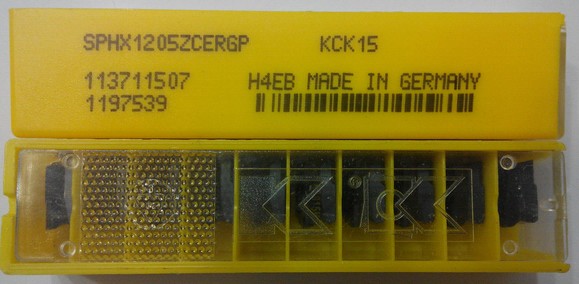 SPHX1205ZCERGP KCK15
113711507 H4EB MADE IN GERMANY
1197539